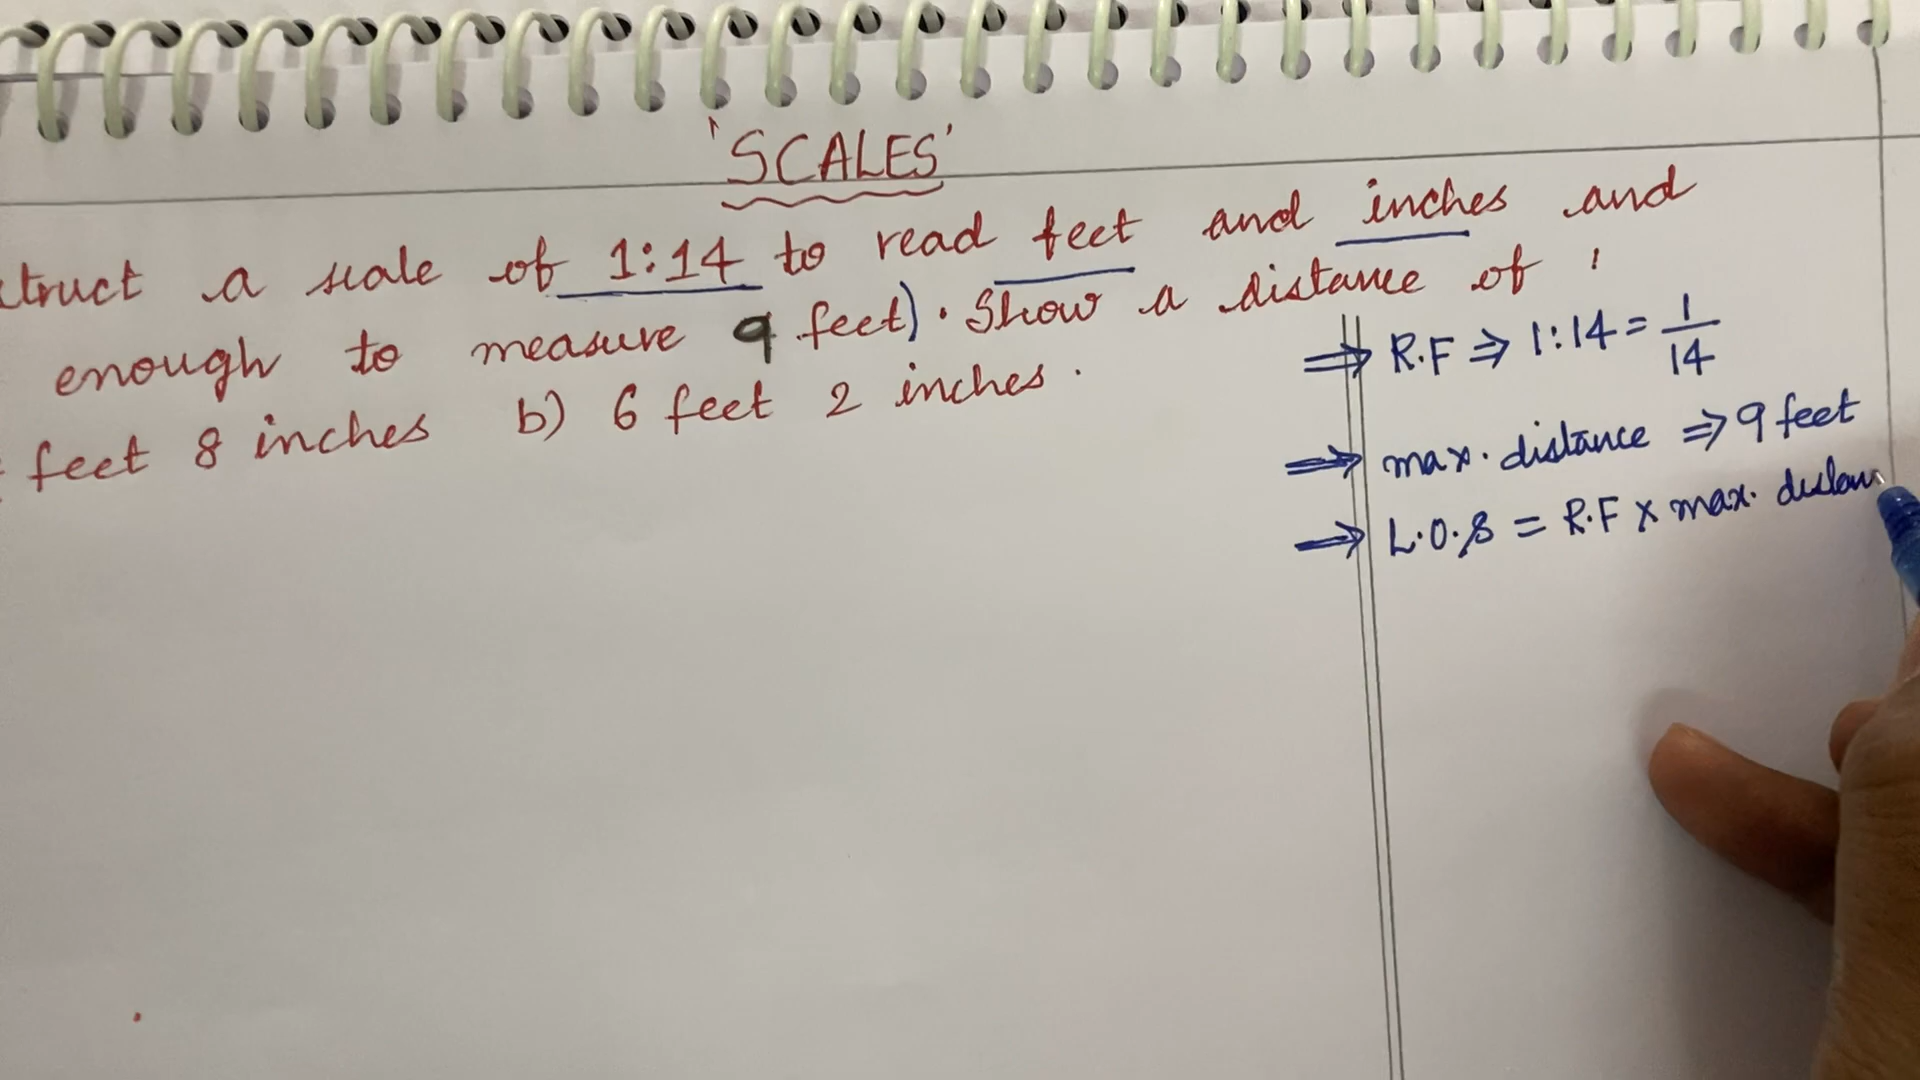 'SCALES'
truct a scale of 1:14 to read feet and inches and
enough to measure 9 feet). Show a distance of
feet 8 inches b) 6 feet 2 inches.
⇒ R.F ⇒ 1:14 = 1/14
⇒ max. distance ⇒ 9 feet
⇒ L.O.S = R.F x max. distan